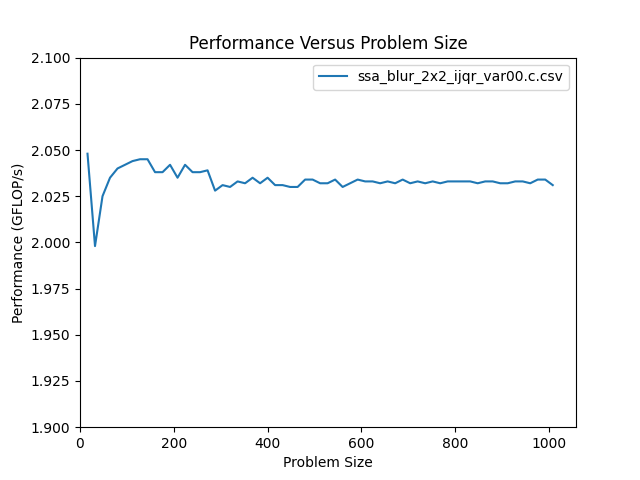 Performance Versus Problem Size
ssa_blur_2x2_ijqr_var00.c.csv
Performance (GFLOP/s)
2.100
2.075
2.050
2.025
2.000
1.975
1.950
1.925
1.900
0 200 400 600 800 1000
Problem Size